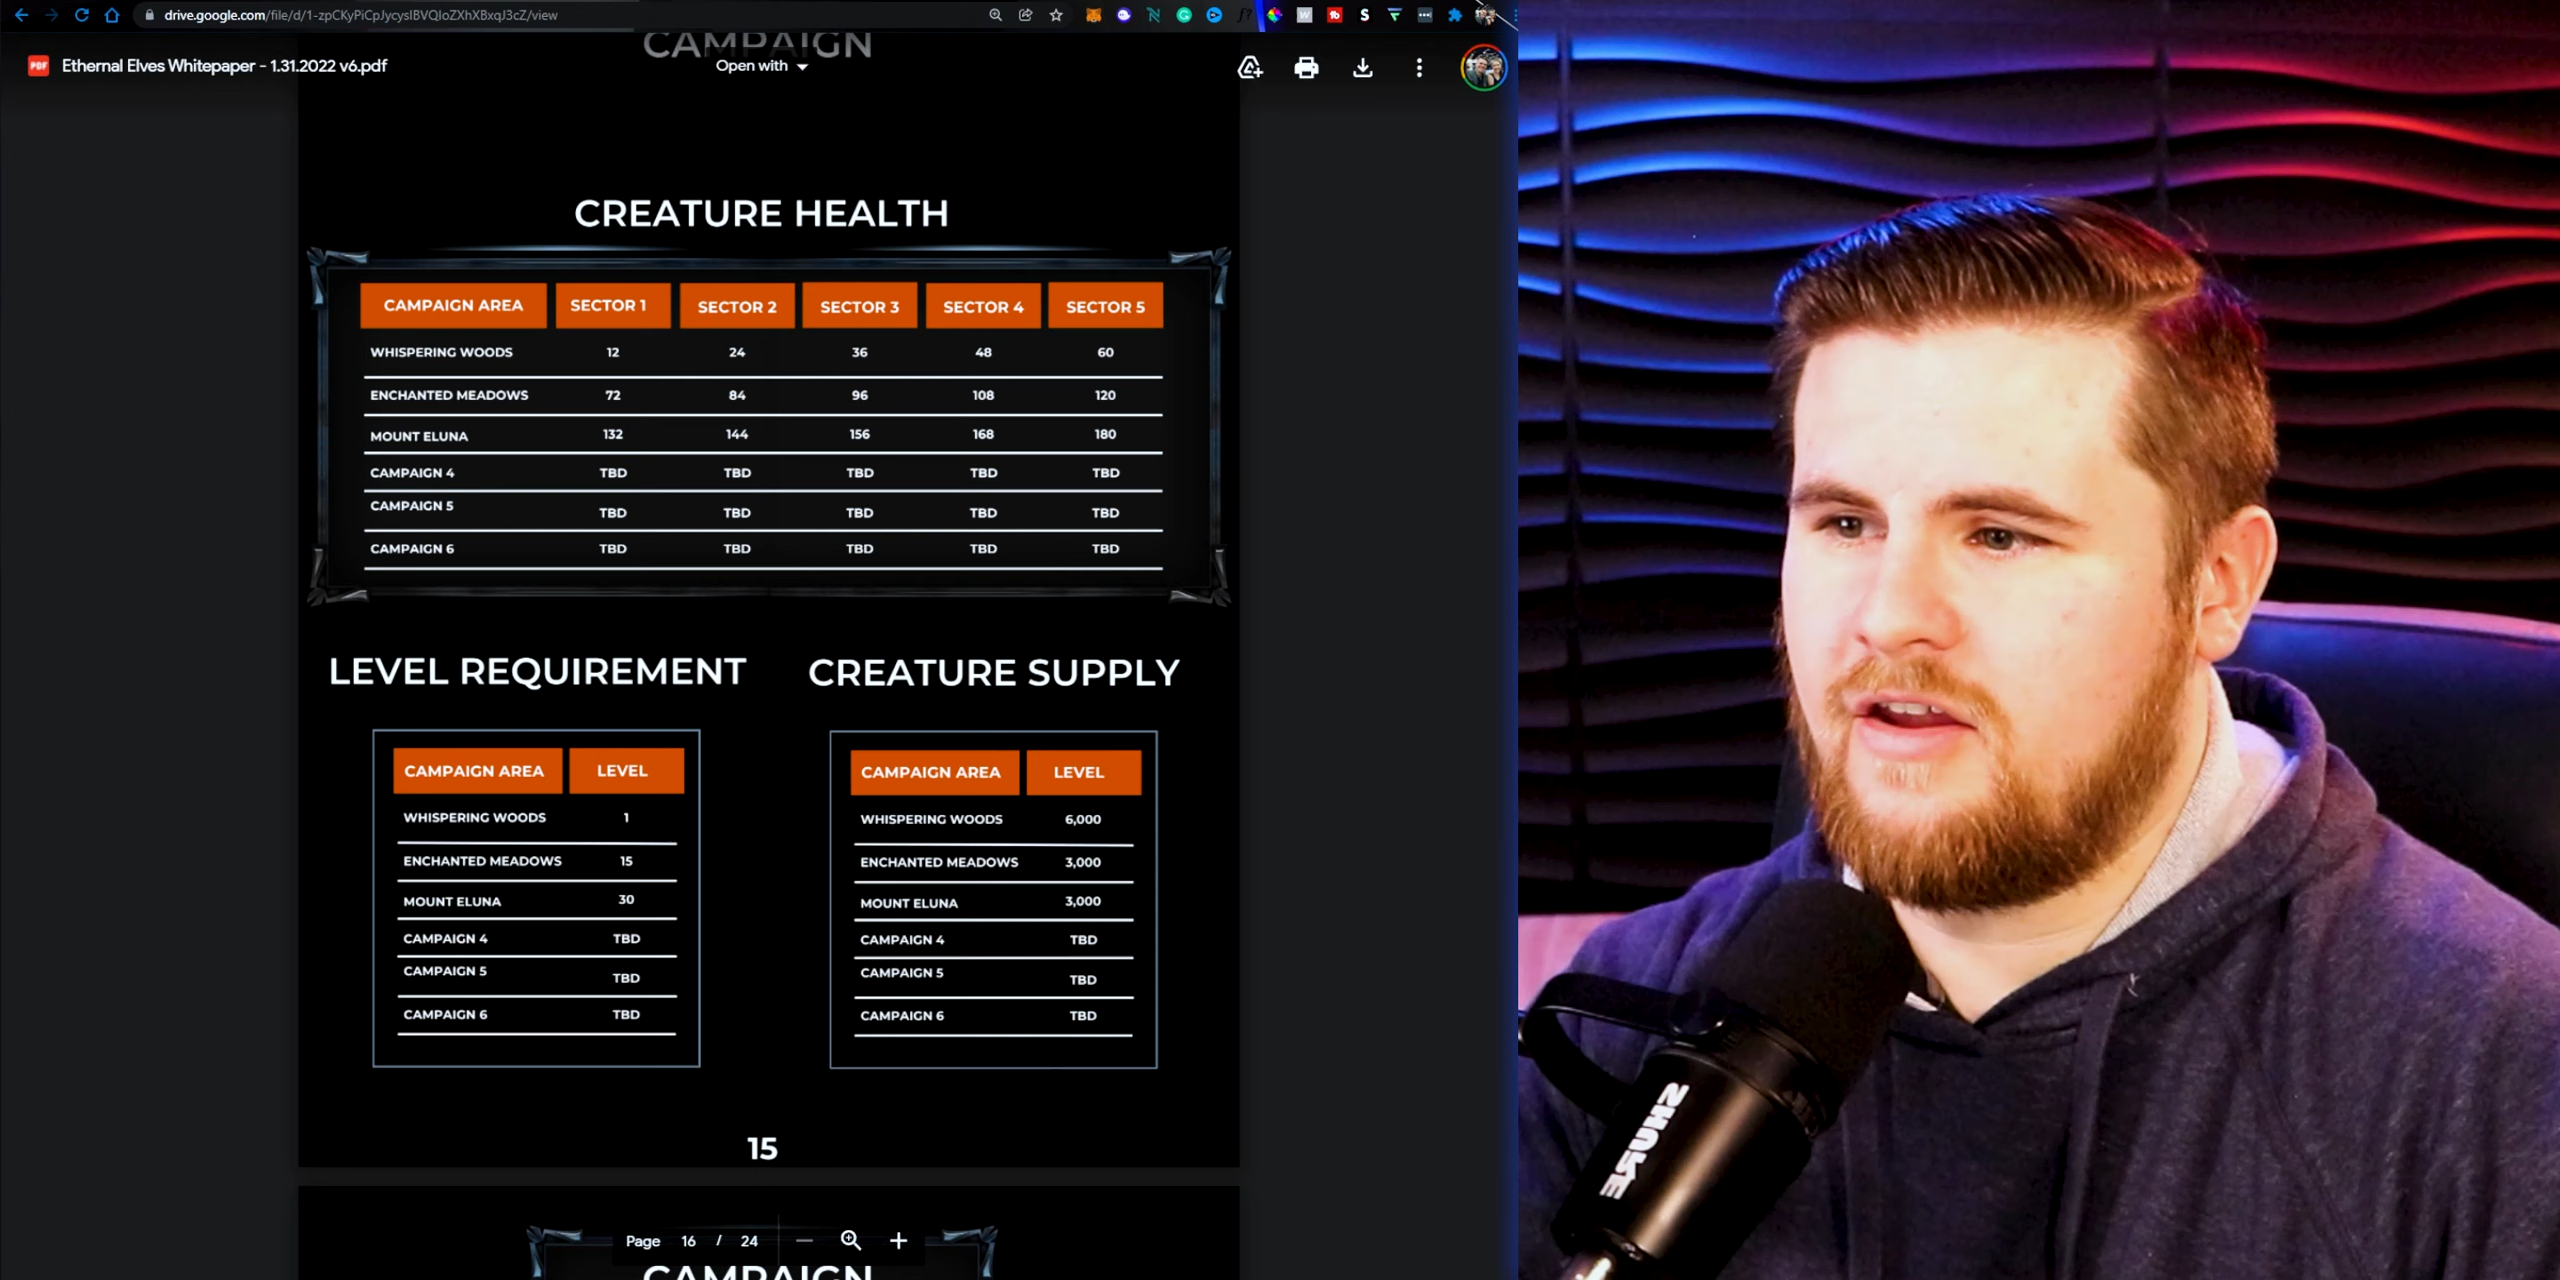 drive.google.com/file/d/1-zpCKyPiCpJycyslBVQloZXhXBxqJ3cZ/view
CAMPAIGN
PDF Ethernal Elves Whitepaper - 1.31.2022 v6.pdf
Open with
CREATURE HEALTH
CAMPAIGN AREA SECTOR 1 SECTOR 2 SECTOR 3 SECTOR 4 SECTOR 5
WHISPERING WOODS 12 24 36 48 60
ENCHANTED MEADOWS 72 84 96 108 120
MOUNT ELUNA 132 144 156 168 180
CAMPAIGN 4 TBD TBD TBD TBD TBD
CAMPAIGN 5 TBD TBD TBD TBD TBD
CAMPAIGN 6 TBD TBD TBD TBD TBD
LEVEL REQUIREMENT
CAMPAIGN AREA LEVEL
WHISPERING WOODS 1
ENCHANTED MEADOWS 15
MOUNT ELUNA 30
CAMPAIGN 4 TBD
CAMPAIGN 5 TBD
CAMPAIGN 6 TBD
CREATURE SUPPLY
CAMPAIGN AREA LEVEL
WHISPERING WOODS 6,000
ENCHANTED MEADOWS 3,000
MOUNT ELUNA 3,000
CAMPAIGN 4 TBD
CAMPAIGN 5 TBD
CAMPAIGN 6 TBD
15
Page 16 / 24
CAMPAIGN
SHURE